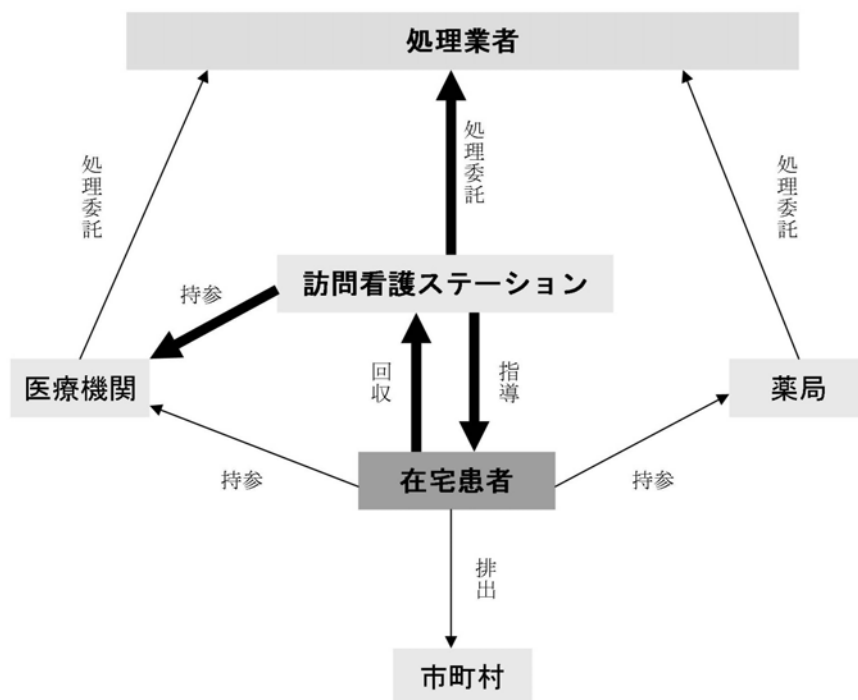 処理業者
処理委託
処理委託
処理委託
訪問看護ステーション
持参
医療機関
回収
指導
薬局
在宅患者
持参
持参
排出
市町村